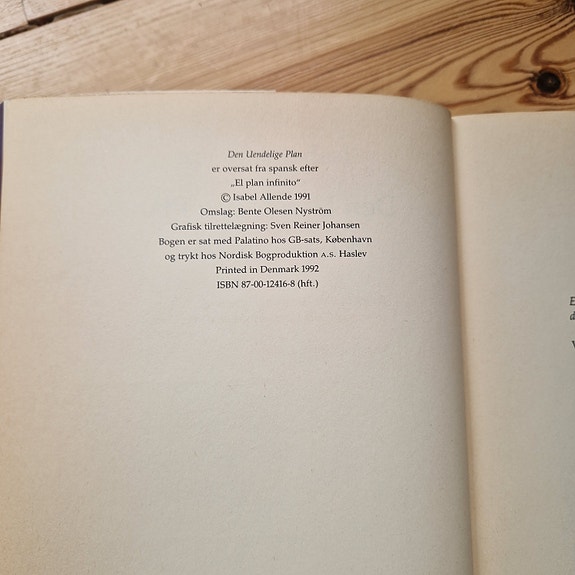 Den Uendelige Plan
er oversat fra spansk efter
„El plan infinito“
© Isabel Allende 1991
Omslag: Bente Olesen Nyström
Grafisk tilrettelægning: Sven Reiner Johansen
Bogen er sat med Palatino hos GB-sats, København
og trykt hos Nordisk Bogproduktion A.S. Haslev
Printed in Denmark 1992
ISBN 87-00-12416-8 (hft.)